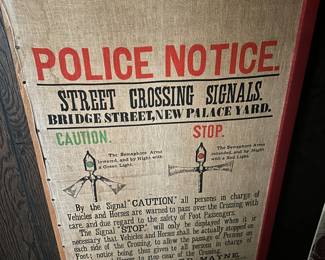 POLICE NOTICE.
STREET CROSSING SIGNALS.
BRIDGE STREET, NEW PALACE YARD.
CAUTION.
STOP.
The Semaphore Arms
lowered, and by Night with
a Green Light.
The Semaphore Arms
extended, and by Night
with a Red Light.
By the Signal "CAUTION," all persons in charge of
Vehicles and Horses are warned to pass over the Crossing with
care, and due regard to the safety of Foot Passengers.
The Signal "STOP," will only be displayed when it is
necessary that Vehicles and Horses shall be actually stopped on
each side of the Crossing, to allow the passage of Persons on
Foot; notice being thus given to all persons in charge of
clear of the Crossing.
MAYNE,